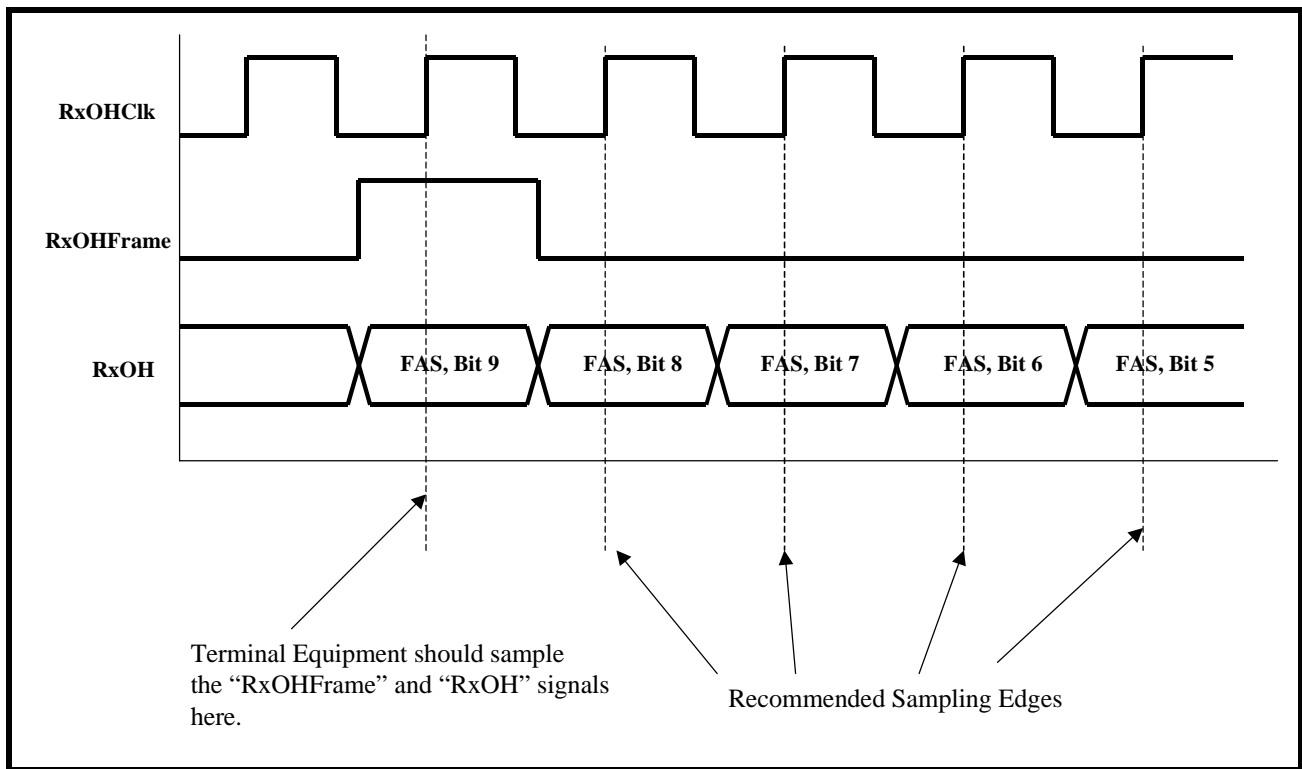 RxOHClk
RxOHFrame
RxOH
FAS, Bit 9
FAS, Bit 8
FAS, Bit 7
FAS, Bit 6
FAS, Bit 5
Terminal Equipment should sample
the “RxOHFrame” and “RxOH” signals
here.
Recommended Sampling Edges